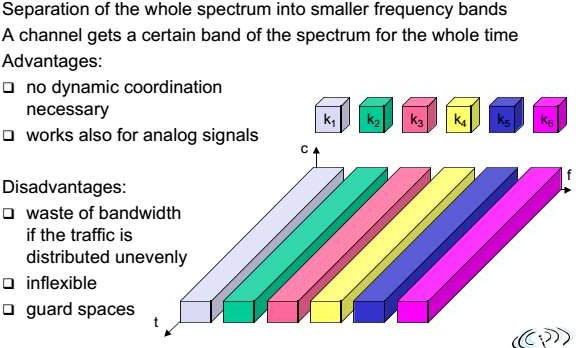 Separation of the whole spectrum into smaller frequency bands
A channel gets a certain band of the spectrum for the whole time
Advantages:
❑ no dynamic coordination
necessary
❑ works also for analog signals
k1 k2 k3 k4 k5 k6
c
f
Disadvantages:
❑ waste of bandwidth
if the traffic is
distributed unevenly
❑ inflexible
❑ guard spaces
t